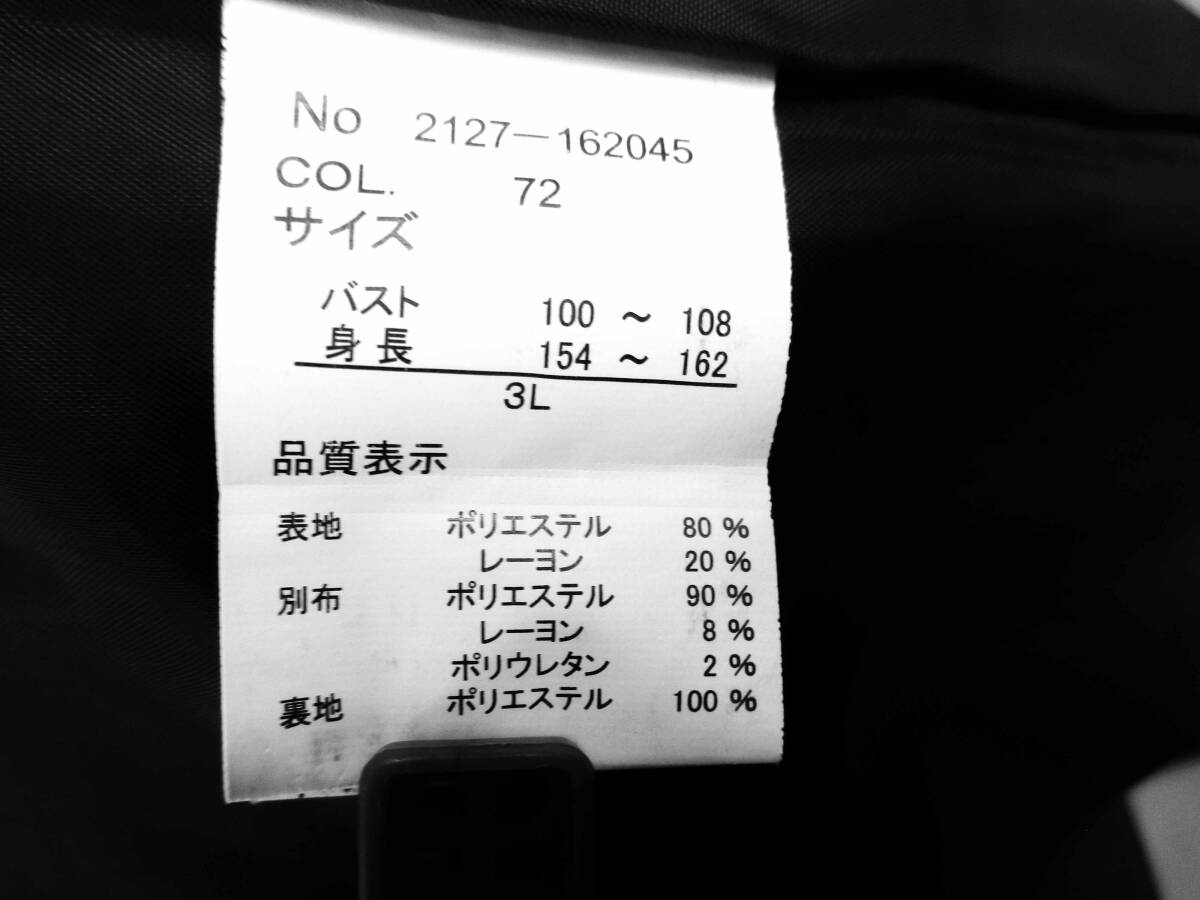 No 2127-162045
COL. 72
サイズ
バスト 100 ～ 108
身長 154 ～ 162
3L
品質表示
表地 ポリエステル 80 %
レーヨン 20 %
別布 ポリエステル 90 %
レーヨン 8 %
ポリウレタン 2 %
裏地 ポリエステル 100 %